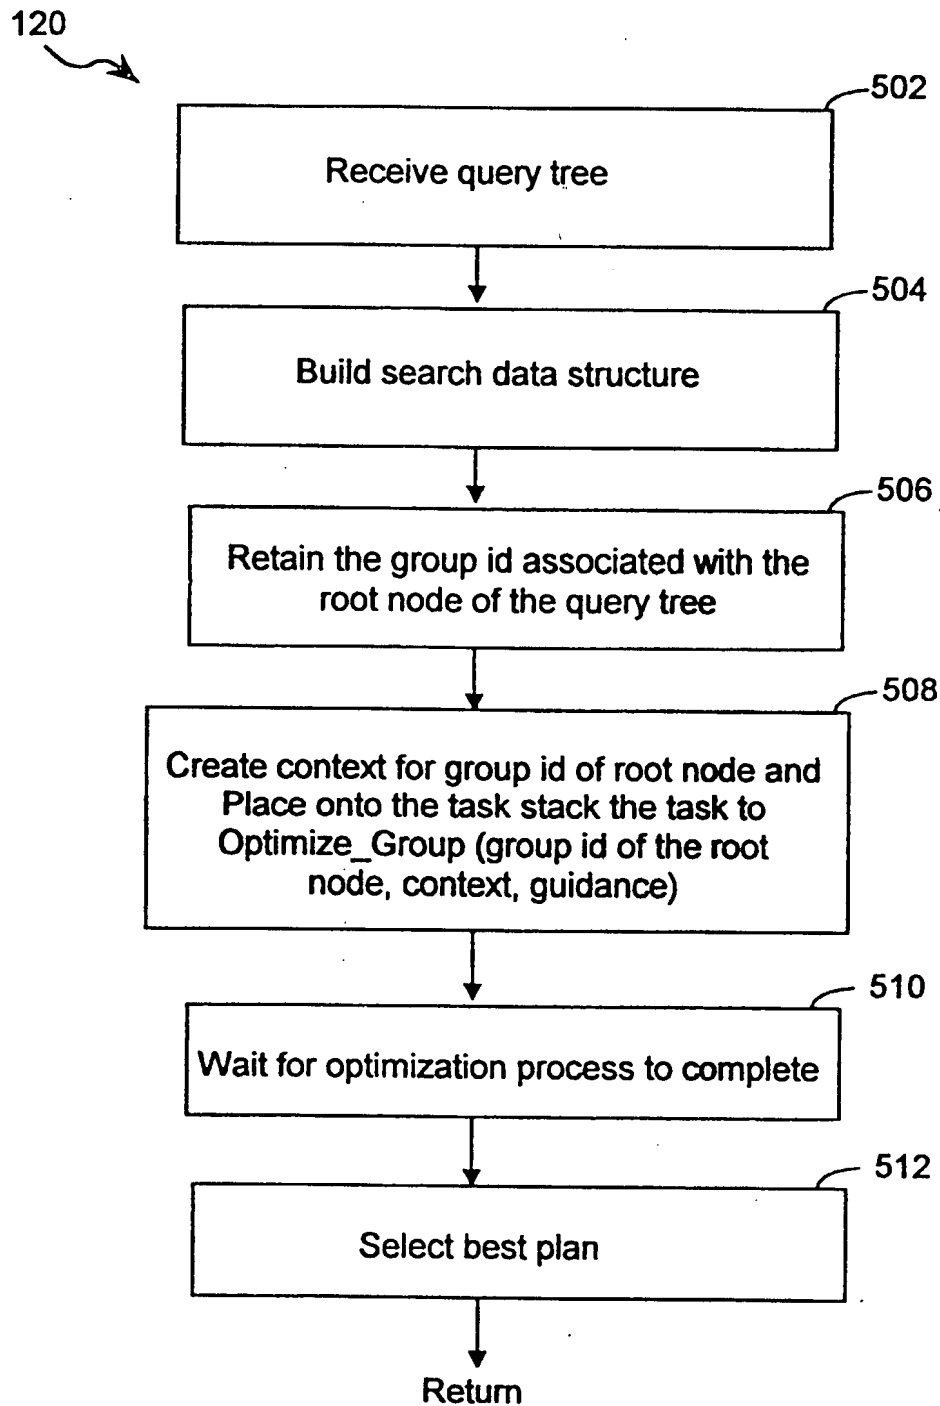 120
502
Receive query tree
504
Build search data structure
506
Retain the group id associated with the
root node of the query tree
508
Create context for group id of root node and
Place onto the task stack the task to
Optimize_Group (group id of the root
node, context, guidance)
510
Wait for optimization process to complete
512
Select best plan
Return